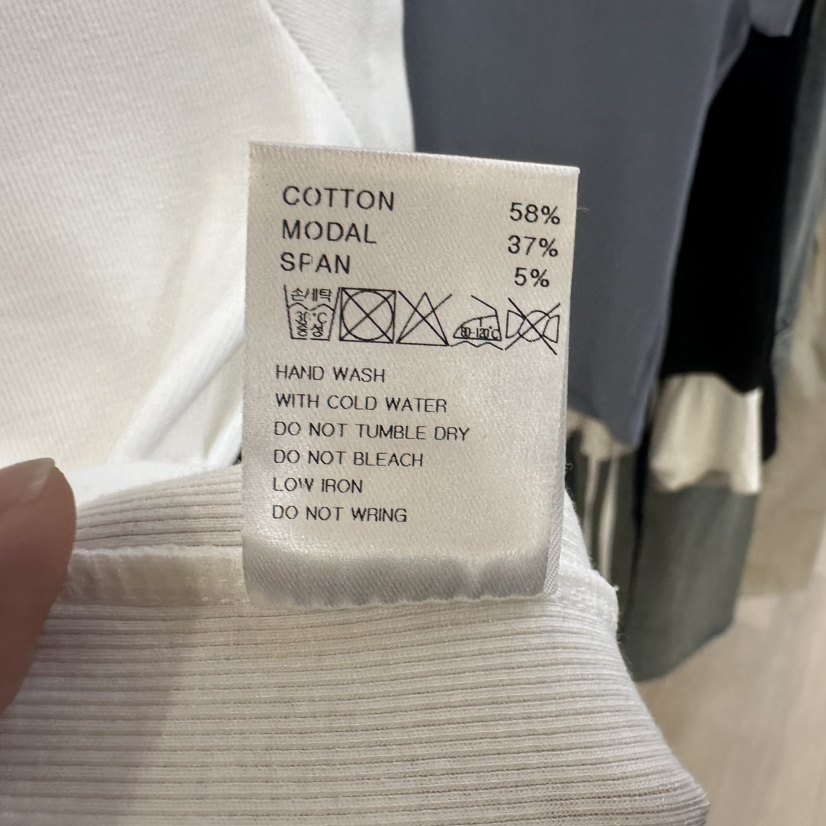 COTTON 58%
MODAL 37%
SPAN 5%
손세탁
30°C
중성
80-120°C
HAND WASH
WITH COLD WATER
DO NOT TUMBLE DRY
DO NOT BLEACH
LOW IRON
DO NOT WRING